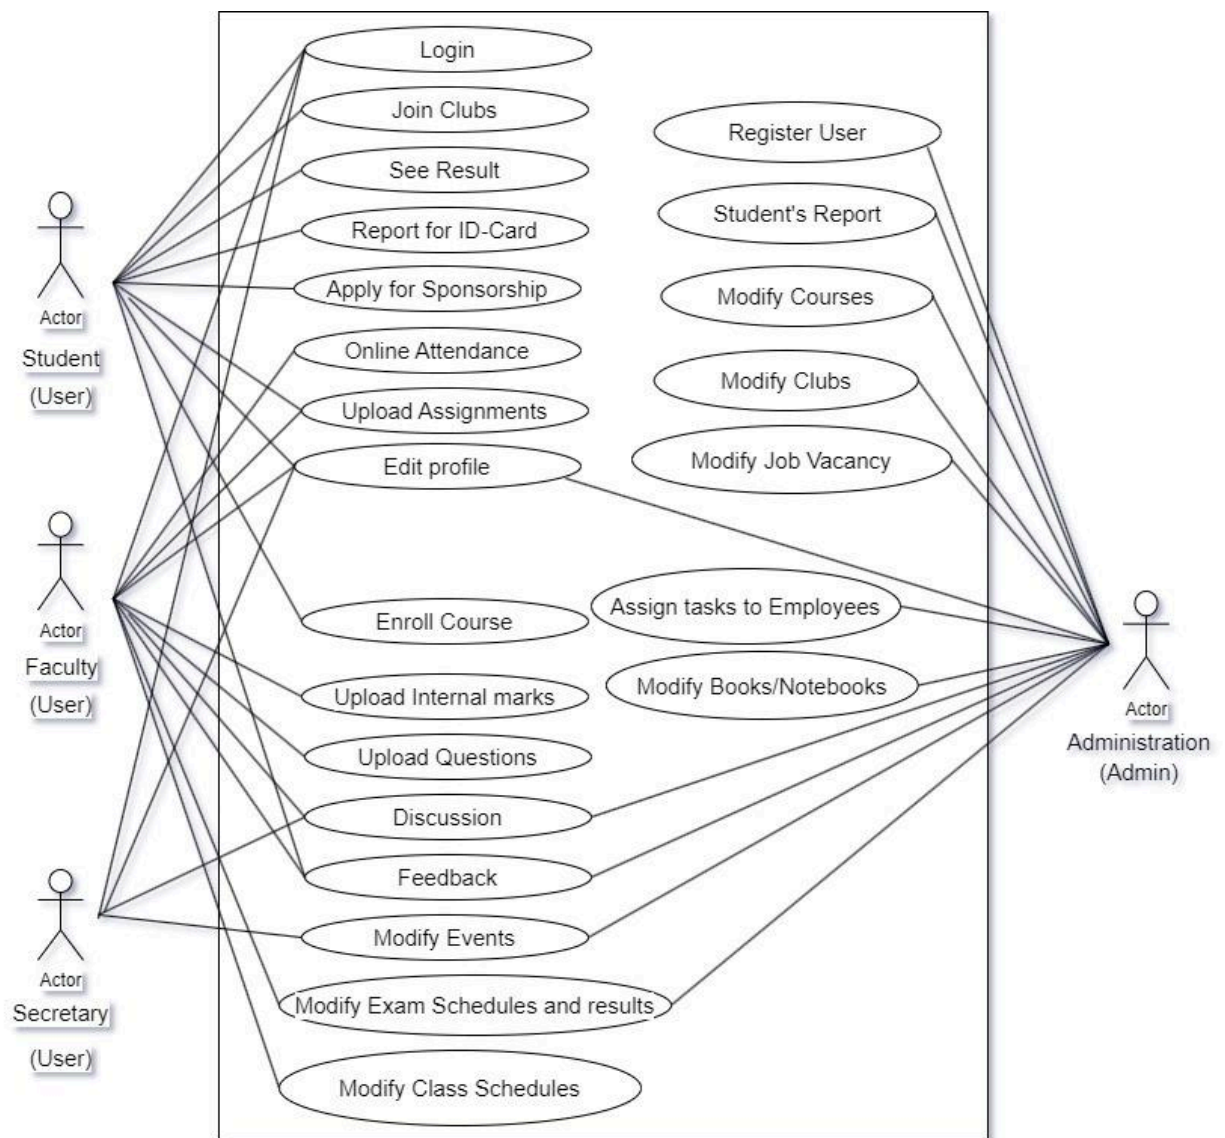 Login
Join Clubs
See Result
Report for ID-Card
Apply for Sponsorship
Online Attendance
Upload Assignments
Edit profile
Enroll Course
Upload Internal marks
Upload Questions
Discussion
Feedback
Modify Events
Modify Exam Schedules and results
Modify Class Schedules
Register User
Student's Report
Modify Courses
Modify Clubs
Modify Job Vacancy
Assign tasks to Employees
Modify Books/Notebooks
Actor
Student
(User)
Actor
Faculty
(User)
Actor
Secretary
(User)
Actor
Administration
(Admin)